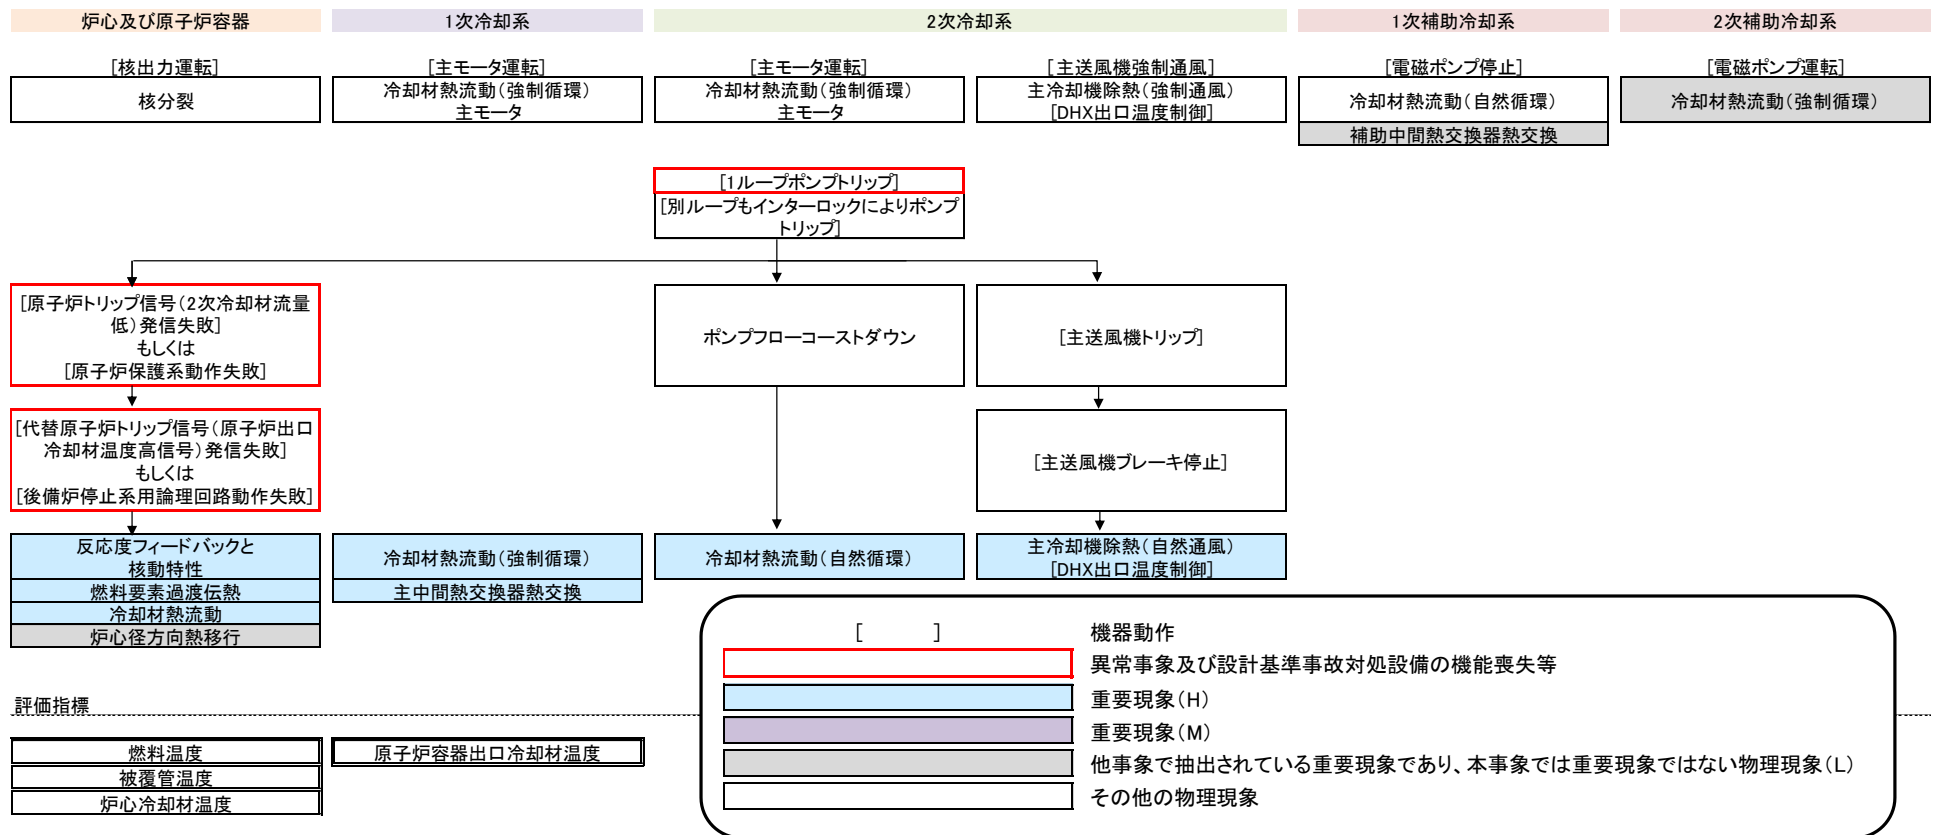 炉心及び原子炉容器
1次冷却系
2次冷却系
1次補助冷却系
2次補助冷却系
[核出力運転]
[主モータ運転]
[主モータ運転]
[主送風機強制通風]
[電磁ポンプ停止]
[電磁ポンプ運転]
核分裂
冷却材熱流動(強制循環)
主モータ
冷却材熱流動(強制循環)
主モータ
主冷却機除熱(強制通風)
[DHX出口温度制御]
冷却材熱流動(自然循環)
補助中間熱交換器熱交換
冷却材熱流動(強制循環)
[1ループポンプトリップ]
[別ループもインターロックによりポンプ
トリップ]
[原子炉トリップ信号(2次冷却材流量
低)発信失敗]
もしくは
[原子炉保護系動作失敗]
ポンプフローコーストダウン
[主送風機トリップ]
[代替原子炉トリップ信号(原子炉出口
冷却材温度高信号)発信失敗]
もしくは
[後備炉停止系用論理回路動作失敗]
[主送風機ブレーキ停止]
反応度フィードバックと
核動特性
燃料要素過渡伝熱
冷却材熱流動
炉心径方向熱移行
冷却材熱流動(強制循環)
主中間熱交換器熱交換
冷却材熱流動(自然循環)
主冷却機除熱(自然通風)
[DHX出口温度制御]
[ ]
機器動作
異常事象及び設計基準事故対処設備の機能喪失等
重要現象(H)
重要現象(M)
他事象で抽出されている重要現象であり、本事象では重要現象ではない物理現象(L)
その他の物理現象
評価指標
燃料温度
被覆管温度
炉心冷却材温度
原子炉容器出口冷却材温度